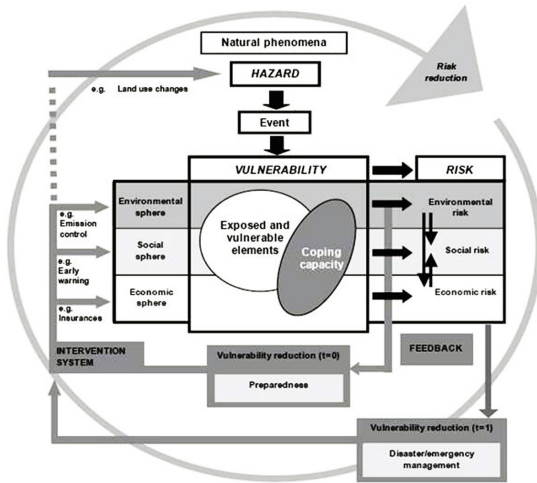 Natural phenomena
Risk
reduction
HAZARD
e.g. Land use changes
Event
VULNERABILITY
RISK
Environmental
sphere
Exposed and
vulnerable
elements
Coping
capacity
Environmental
risk
e.g.
Emission
control
Social
sphere
Social risk
e.g.
Early
warning
Economic
sphere
Economic risk
e.g.
Insurances
INTERVENTION
SYSTEM
Vulnerability reduction (t=0)
Preparedness
FEEDBACK
Vulnerability reduction (t=1)
Disaster/emergency
management